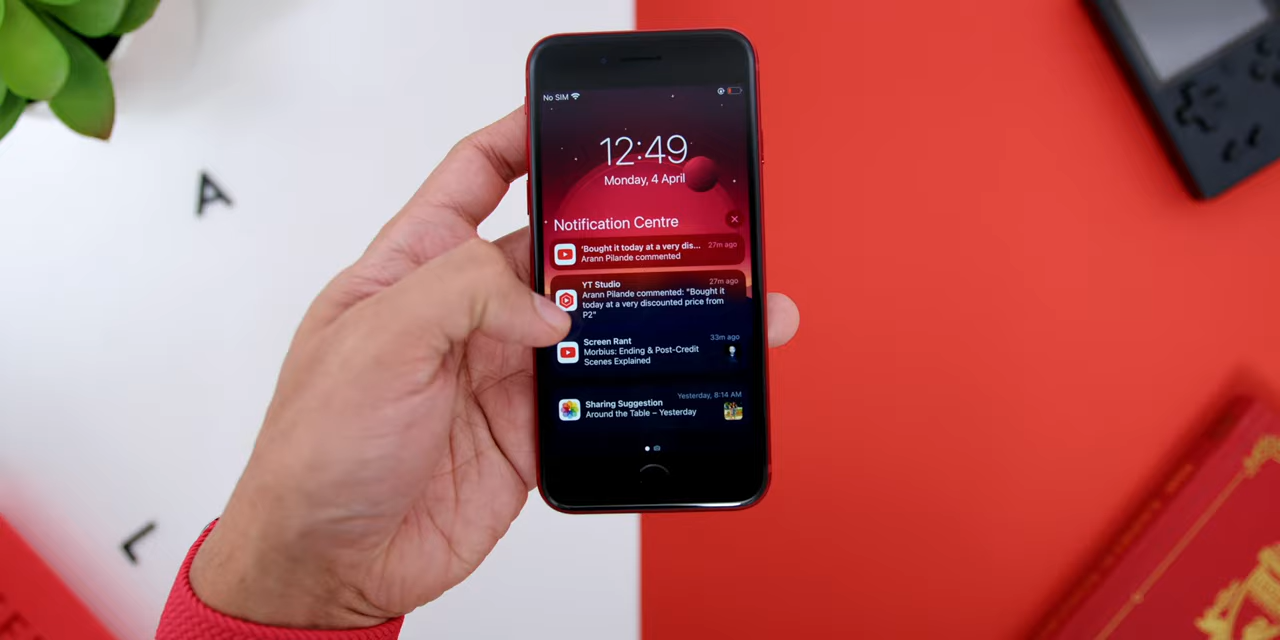 A
L
No SIM
12:49
Monday, 4 April
Notification Centre
'Bought it today at a very dis... 27m ago
Arann Pilande commented
YT Studio 27m ago
Arann Pilande commented: "Bought it
today at a very discounted price from
P2"
Screen Rant 33m ago
Morbius: Ending & Post-Credit
Scenes Explained
Yesterday, 8:14 AM
Sharing Suggestion
Around the Table – Yesterday